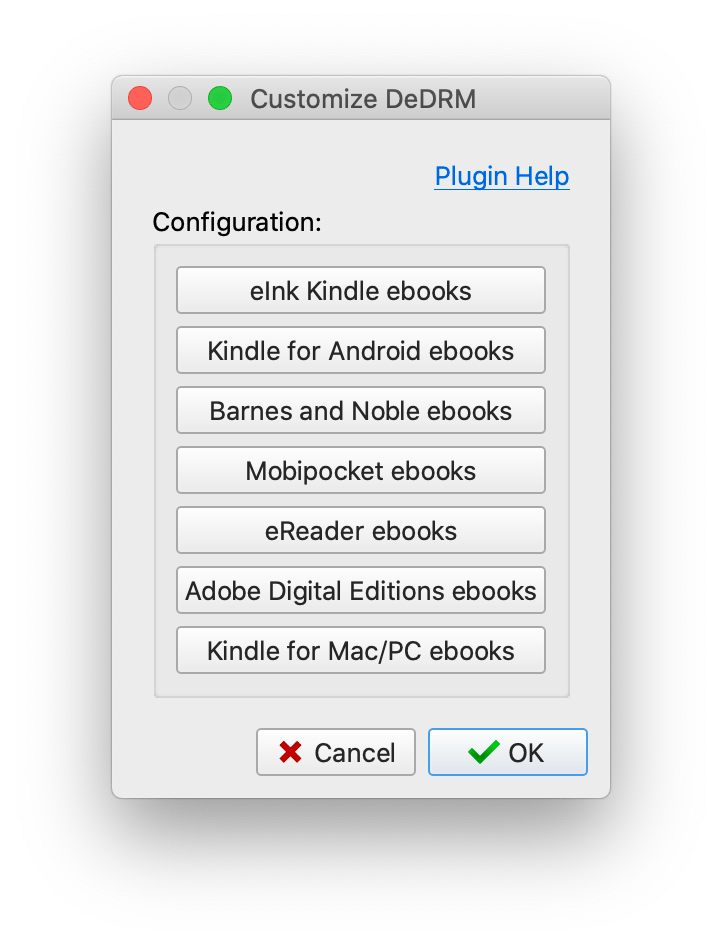 Customize DeDRM
Plugin Help
Configuration:
eInk Kindle ebooks
Kindle for Android ebooks
Barnes and Noble ebooks
Mobipocket ebooks
eReader ebooks
Adobe Digital Editions ebooks
Kindle for Mac/PC ebooks
Cancel
OK